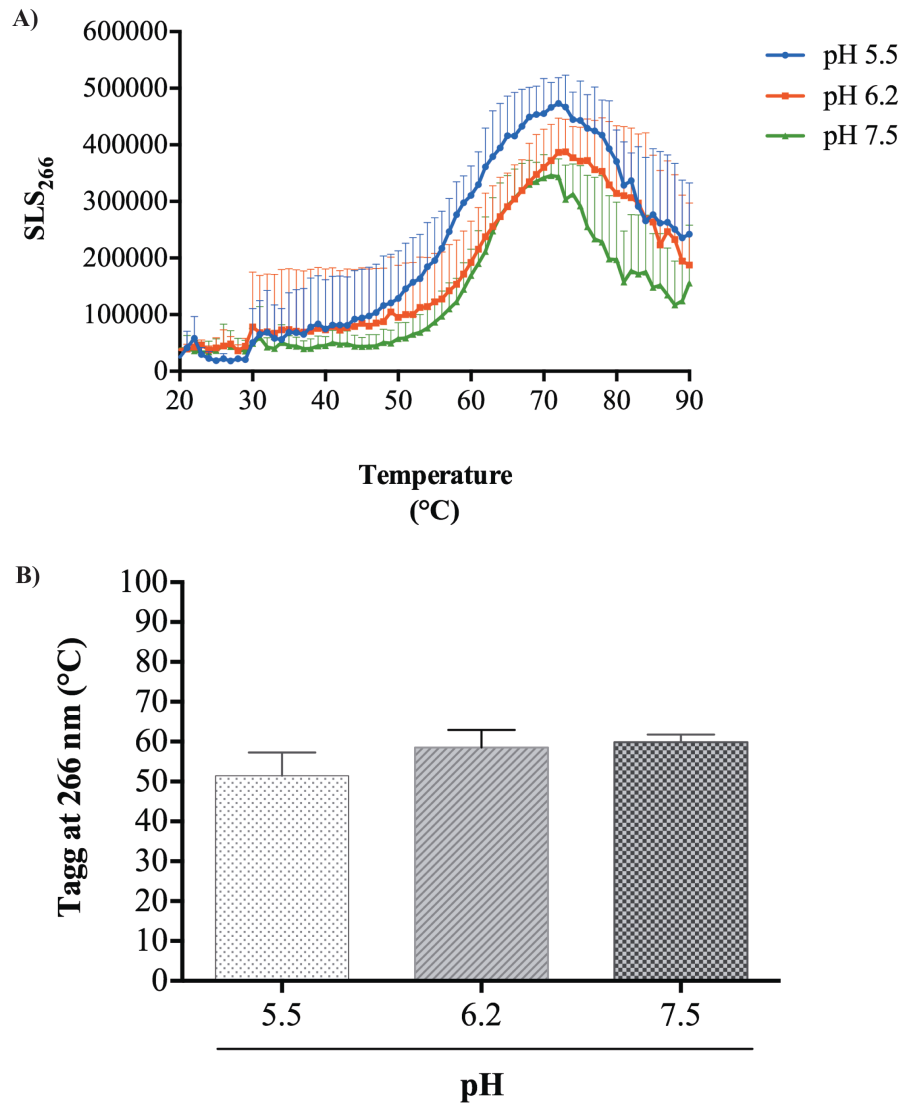 A)
600000
500000
400000
300000
200000
100000
0
SLS266
20 30 40 50 60 70 80 90
Temperature
(°C)
pH 5.5
pH 6.2
pH 7.5
B)
100
90
80
70
60
50
40
30
20
10
0
Tagg at 266 nm (°C)
5.5 6.2 7.5
pH